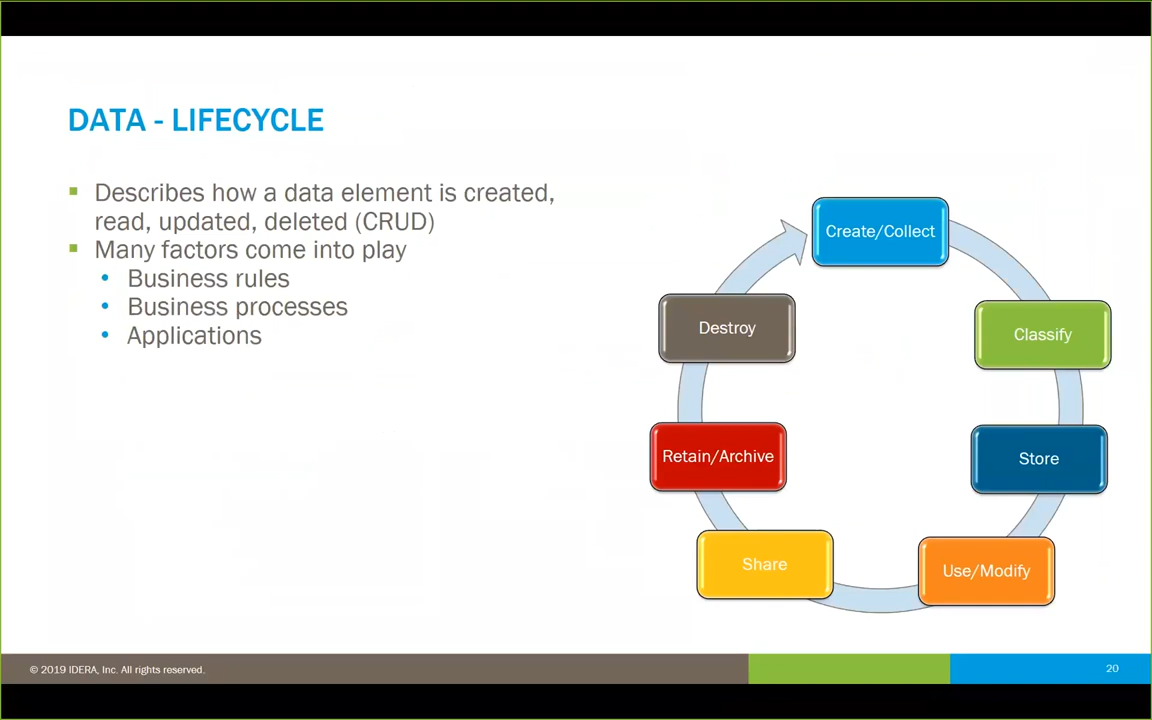 DATA - LIFECYCLE
Describes how a data element is created,
read, updated, deleted (CRUD)
Many factors come into play
Business rules
Business processes
Applications
Create/Collect
Classify
Store
Use/Modify
Share
Retain/Archive
Destroy
© 2019 IDERA, Inc. All rights reserved.
20